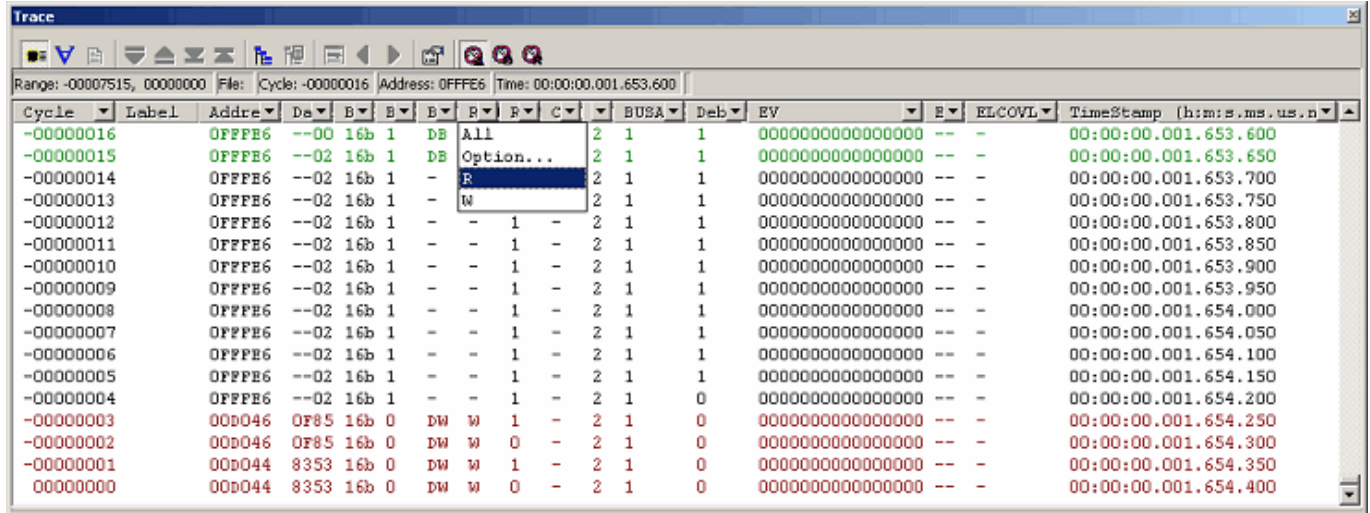 Trace
Range: -00007515, 00000000 File: Cycle: -00000016 Address: 0FFFE6 Time: 00:00:00.001.653.600
Cycle Label Addre Da B B B R R C BUSA Deb EV E ELCOVL TimeStamp [h:m:s.ms.us.n
-00000016 0FFFE6 --00 16b 1 DB All 2 1 1 0000000000000000 -- - 00:00:00.001.653.600
-00000015 0FFFE6 --02 16b 1 DB Option... 2 1 1 0000000000000000 -- - 00:00:00.001.653.650
-00000014 0FFFE6 --02 16b 1 - R 2 1 1 0000000000000000 -- - 00:00:00.001.653.700
-00000013 0FFFE6 --02 16b 1 - W 2 1 1 0000000000000000 -- - 00:00:00.001.653.750
-00000012 0FFFE6 --02 16b 1 - - 1 - 2 1 1 0000000000000000 -- - 00:00:00.001.653.800
-00000011 0FFFE6 --02 16b 1 - - 1 - 2 1 1 0000000000000000 -- - 00:00:00.001.653.850
-00000010 0FFFE6 --02 16b 1 - - 1 - 2 1 1 0000000000000000 -- - 00:00:00.001.653.900
-00000009 0FFFE6 --02 16b 1 - - 1 - 2 1 1 0000000000000000 -- - 00:00:00.001.653.950
-00000008 0FFFE6 --02 16b 1 - - 1 - 2 1 1 0000000000000000 -- - 00:00:00.001.654.000
-00000007 0FFFE6 --02 16b 1 - - 1 - 2 1 1 0000000000000000 -- - 00:00:00.001.654.050
-00000006 0FFFE6 --02 16b 1 - - 1 - 2 1 1 0000000000000000 -- - 00:00:00.001.654.100
-00000005 0FFFE6 --02 16b 1 - - 1 - 2 1 1 0000000000000000 -- - 00:00:00.001.654.150
-00000004 0FFFE6 --02 16b 1 - - 1 - 2 1 0 0000000000000000 -- - 00:00:00.001.654.200
-00000003 00D046 0F85 16b 0 DW W 1 - 2 1 0 0000000000000000 -- - 00:00:00.001.654.250
-00000002 00D046 0F85 16b 0 DW W 0 - 2 1 0 0000000000000000 -- - 00:00:00.001.654.300
-00000001 00D044 8353 16b 0 DW W 1 - 2 1 0 0000000000000000 -- - 00:00:00.001.654.350
00000000 00D044 8353 16b 0 DW W 0 - 2 1 0 0000000000000000 -- - 00:00:00.001.654.400